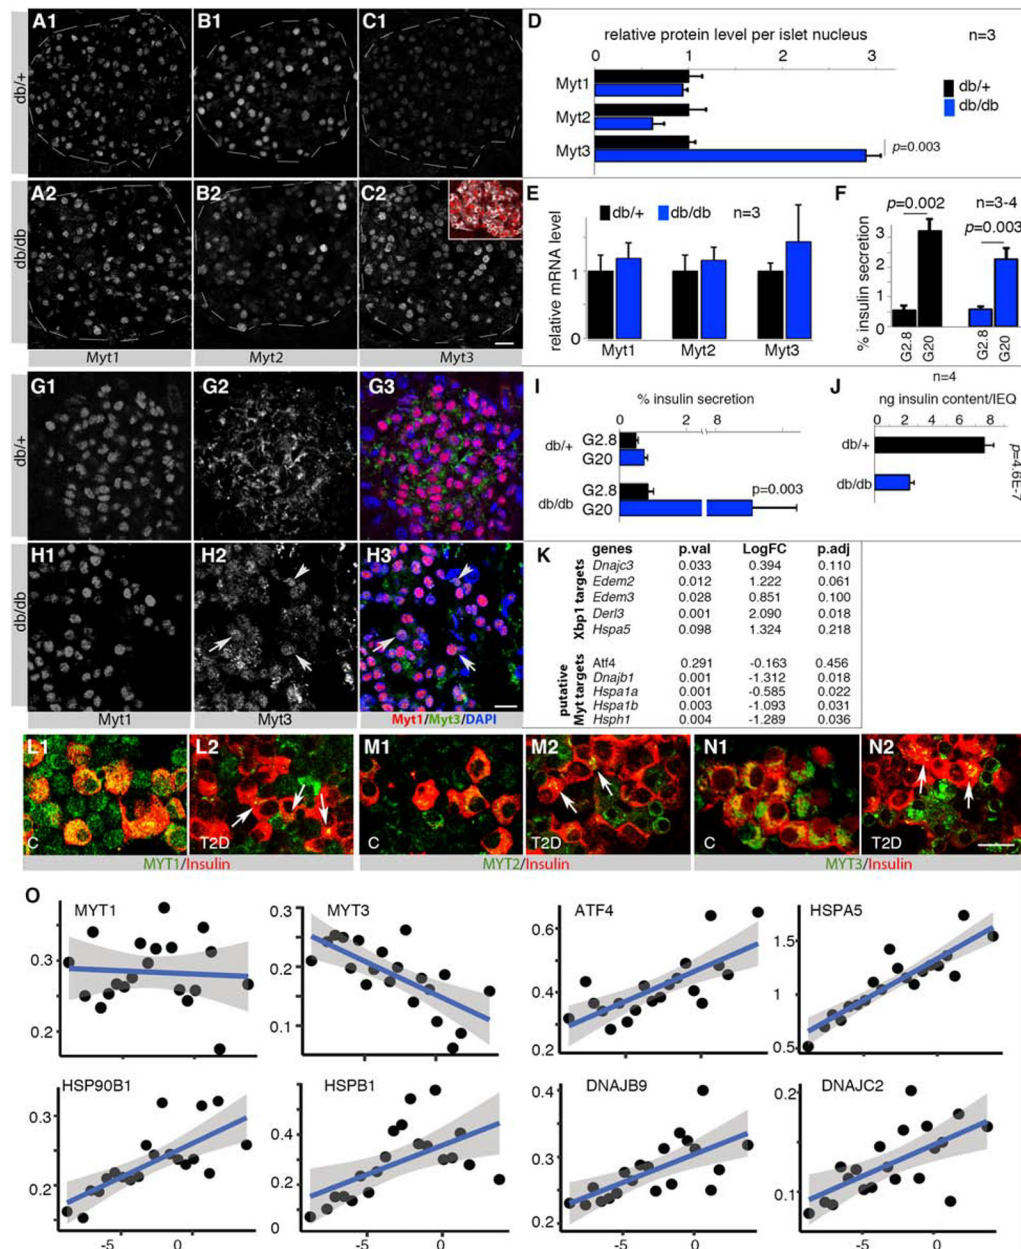 A1
B1
C1
db/+
A2
B2
C2
db/db
Myt1
Myt2
Myt3
D
relative protein level per islet nucleus
n=3
0
1
2
3
Myt1
Myt2
Myt3
db/+
db/db
p=0.003
E
db/+
db/db
n=3
relative mRNA level
1
0
Myt1
Myt2
Myt3
F
p=0.002
n=3-4
p=0.003
% insulin secretion
3
2
1
0
G2.8
G20
G2.8
G20
G1
G2
G3
db/+
H1
H2
H3
db/db
Myt1
Myt3
Myt1/Myt3/DAPI
I
% insulin secretion
0
2
8
db/+
G2.8
G20
db/db
G2.8
G20
p=0.003
J
n=4
ng insulin content/IEQ
0 2 4 6 8
db/+
db/db
p=4.6E-7
K
genes p.val LogFC p.adj
Xbp1 targets
Dnajc3 0.033 0.394 0.110
Edem2 0.012 1.222 0.061
Edem3 0.028 0.851 0.100
Derl3 0.001 2.090 0.018
Hspa5 0.098 1.324 0.218
putative
Myt targets
Atf4 0.291 -0.163 0.456
Dnajb1 0.001 -1.312 0.018
Hspa1a 0.001 -0.585 0.022
Hspa1b 0.003 -1.093 0.031
Hsph1 0.004 -1.289 0.036
L1
C
L2
T2D
MYT1/Insulin
M1
C
M2
T2D
MYT2/Insulin
N1
C
N2
T2D
MYT3/Insulin
O
MYT1
0.3
0.2
MYT3
0.3
0.2
0.1
ATF4
0.6
0.4
0.2
HSPA5
1.5
1
0.5
HSP90B1
0.3
0.2
-5
0
HSPB1
0.4
0.2
0
-5
0
DNAJB9
0.4
0.3
0.2
-5
0
DNAJC2
0.2
0.11
-5
0